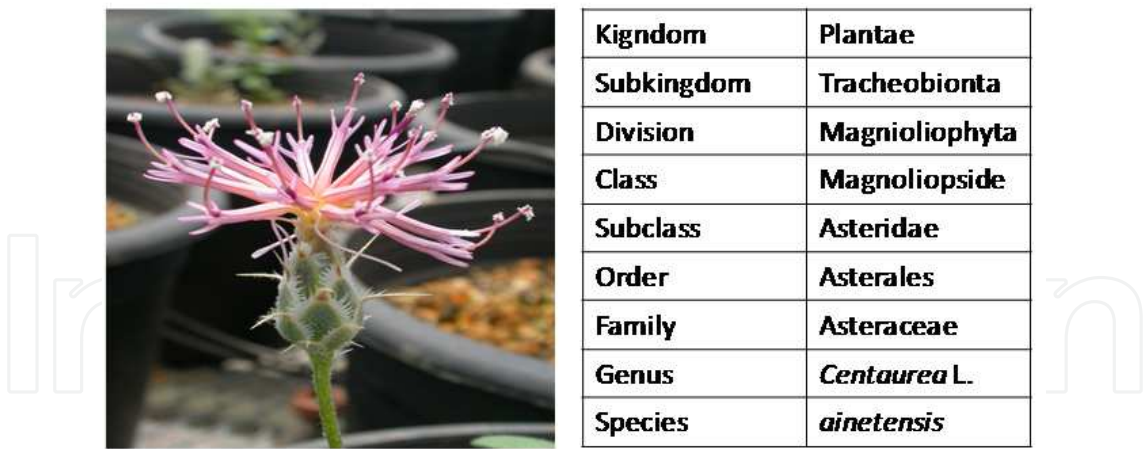 Kigndom Plantae
Subkingdom Tracheobionta
Division Magnioliophyta
Class Magnoliopside
Subclass Asteridae
Order Asterales
Family Asteraceae
Genus Centaurea L.
Species ainetensis